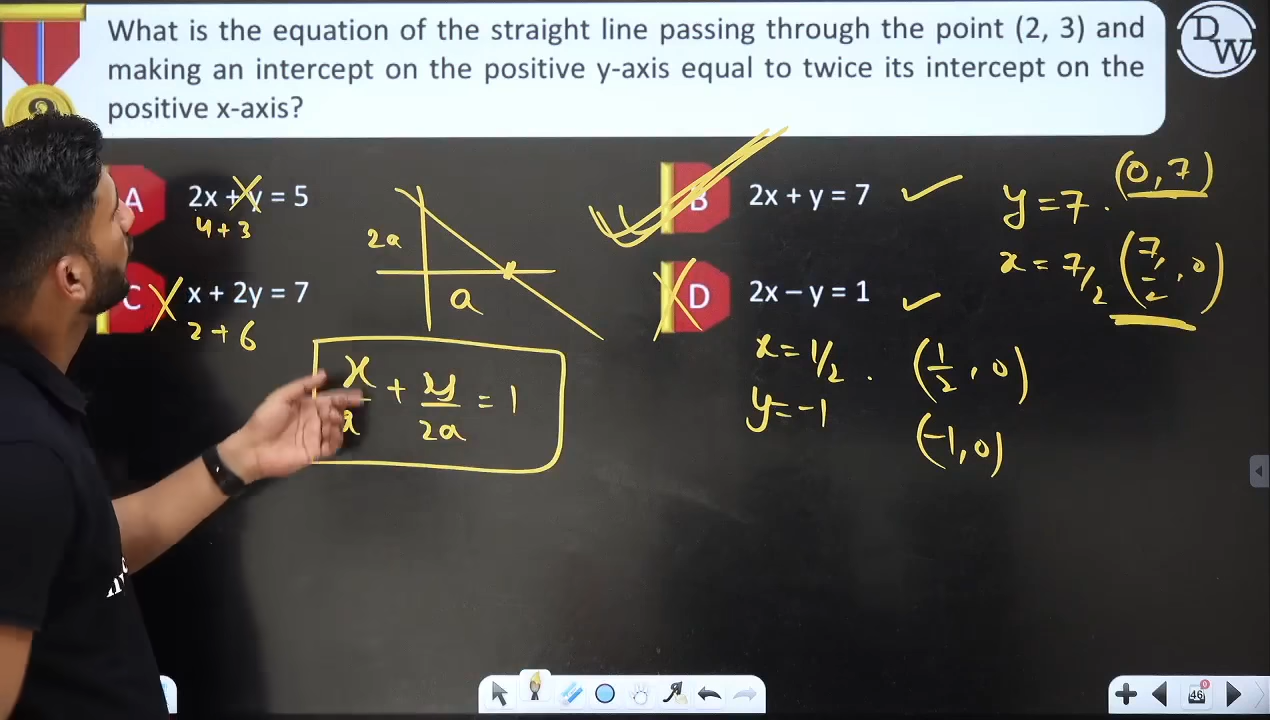 What is the equation of the straight line passing through the point (2, 3) and
making an intercept on the positive y-axis equal to twice its intercept on the
positive x-axis?
DW
A 2x + y = 5
4 + 3
B 2x + y = 7
y = 7 . (0, 7)
x = 7/2 (7/2, 0)
C x + 2y = 7
2 + 6
D 2x – y = 1
x = 1/2 . (1/2, 0)
y = -1
(-1, 0)
2a
a
x + y/2a = 1
46